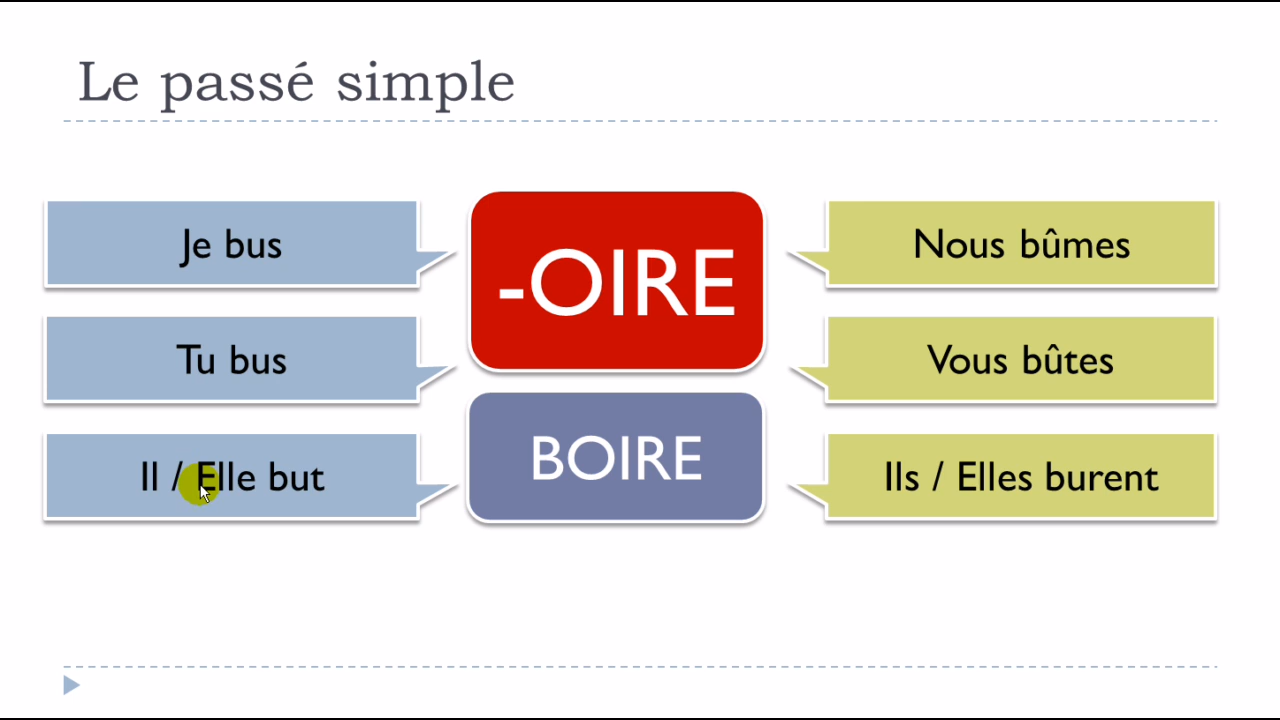 Le passé simple
Je bus
Tu bus
Il / Elle but
-OIRE
BOIRE
Nous bûmes
Vous bûtes
Ils / Elles burent